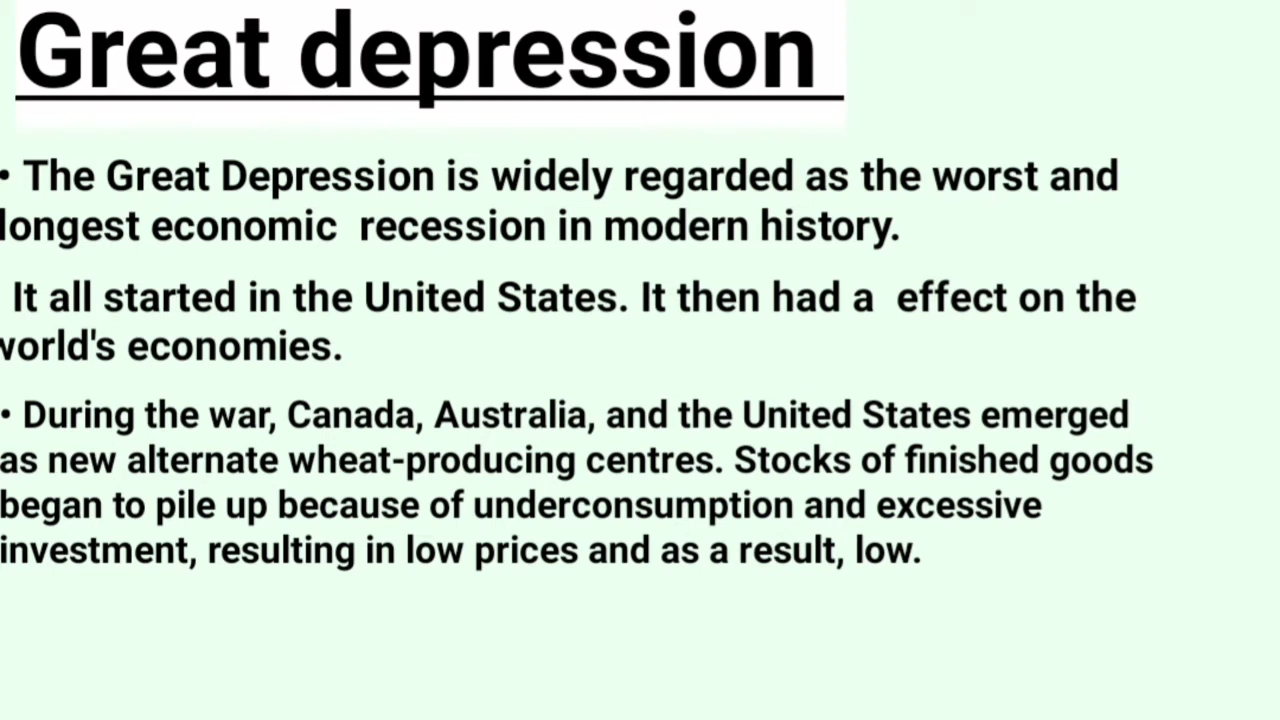 Great depression
• The Great Depression is widely regarded as the worst and
longest economic recession in modern history.
It all started in the United States. It then had a effect on the
world's economies.
• During the war, Canada, Australia, and the United States emerged
as new alternate wheat-producing centres. Stocks of finished goods
began to pile up because of underconsumption and excessive
investment, resulting in low prices and as a result, low.